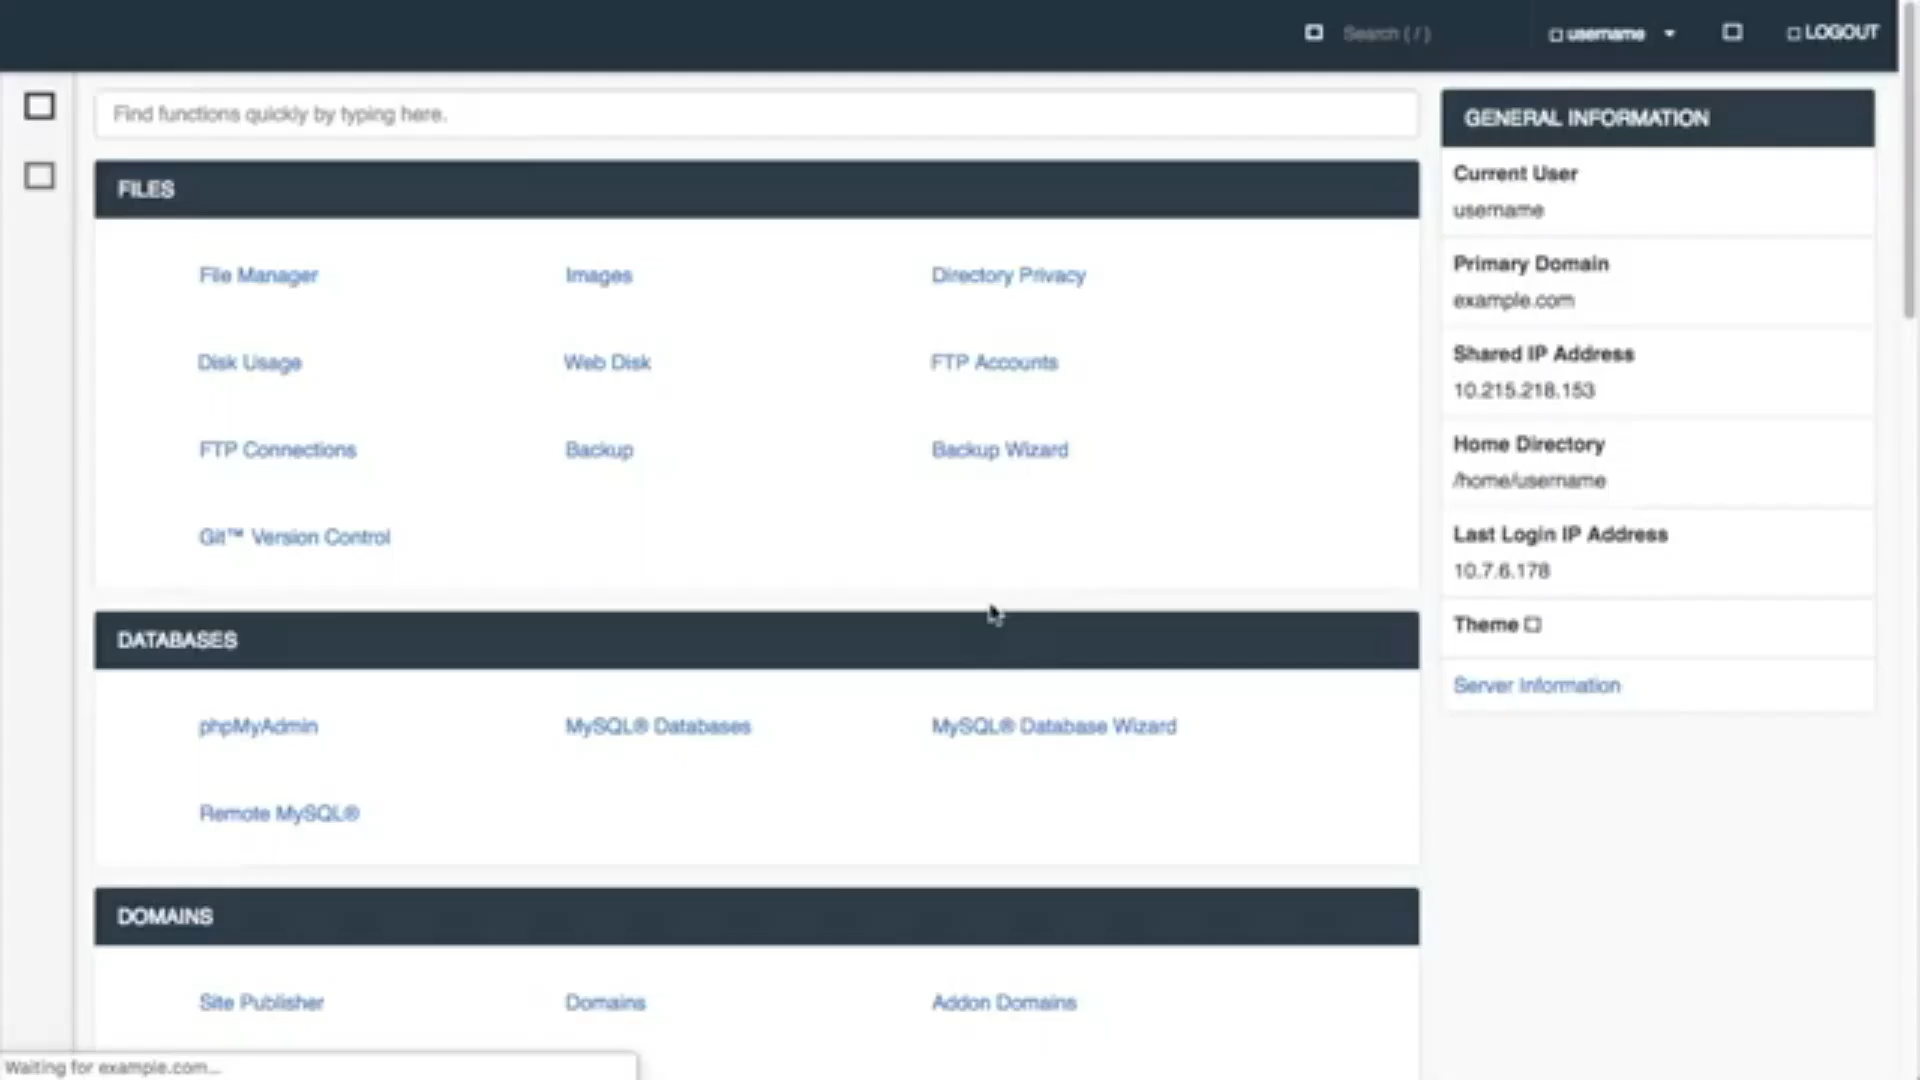 Search ( / )
username
LOGOUT
Find functions quickly by typing here.
FILES
File Manager
Images
Directory Privacy
Disk Usage
Web Disk
FTP Accounts
FTP Connections
Backup
Backup Wizard
Git™ Version Control
DATABASES
phpMyAdmin
MySQL® Databases
MySQL® Database Wizard
Remote MySQL®
DOMAINS
Site Publisher
Domains
Addon Domains
GENERAL INFORMATION
Current User
username
Primary Domain
example.com
Shared IP Address
10.215.218.153
Home Directory
/home/username
Last Login IP Address
10.7.6.178
Theme
Server Information
Waiting for example.com...